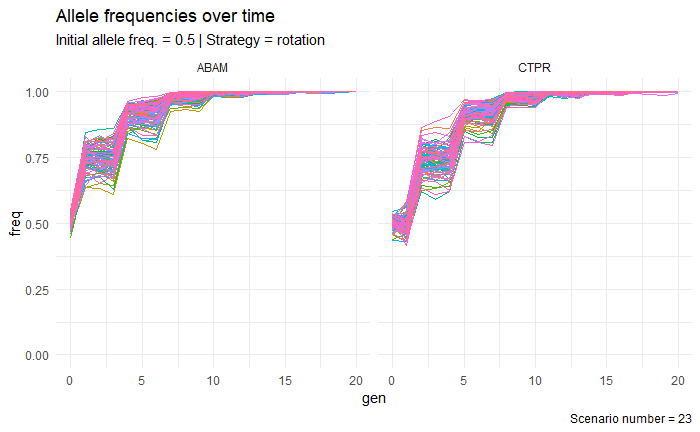 Allele frequencies over time
Initial allele freq. = 0.5 | Strategy = rotation
ABAM CTPR
1.00
0.75
0.50
0.25
0.00
freq
0 5 10 15 20 0 5 10 15 20
gen
Scenario number = 23